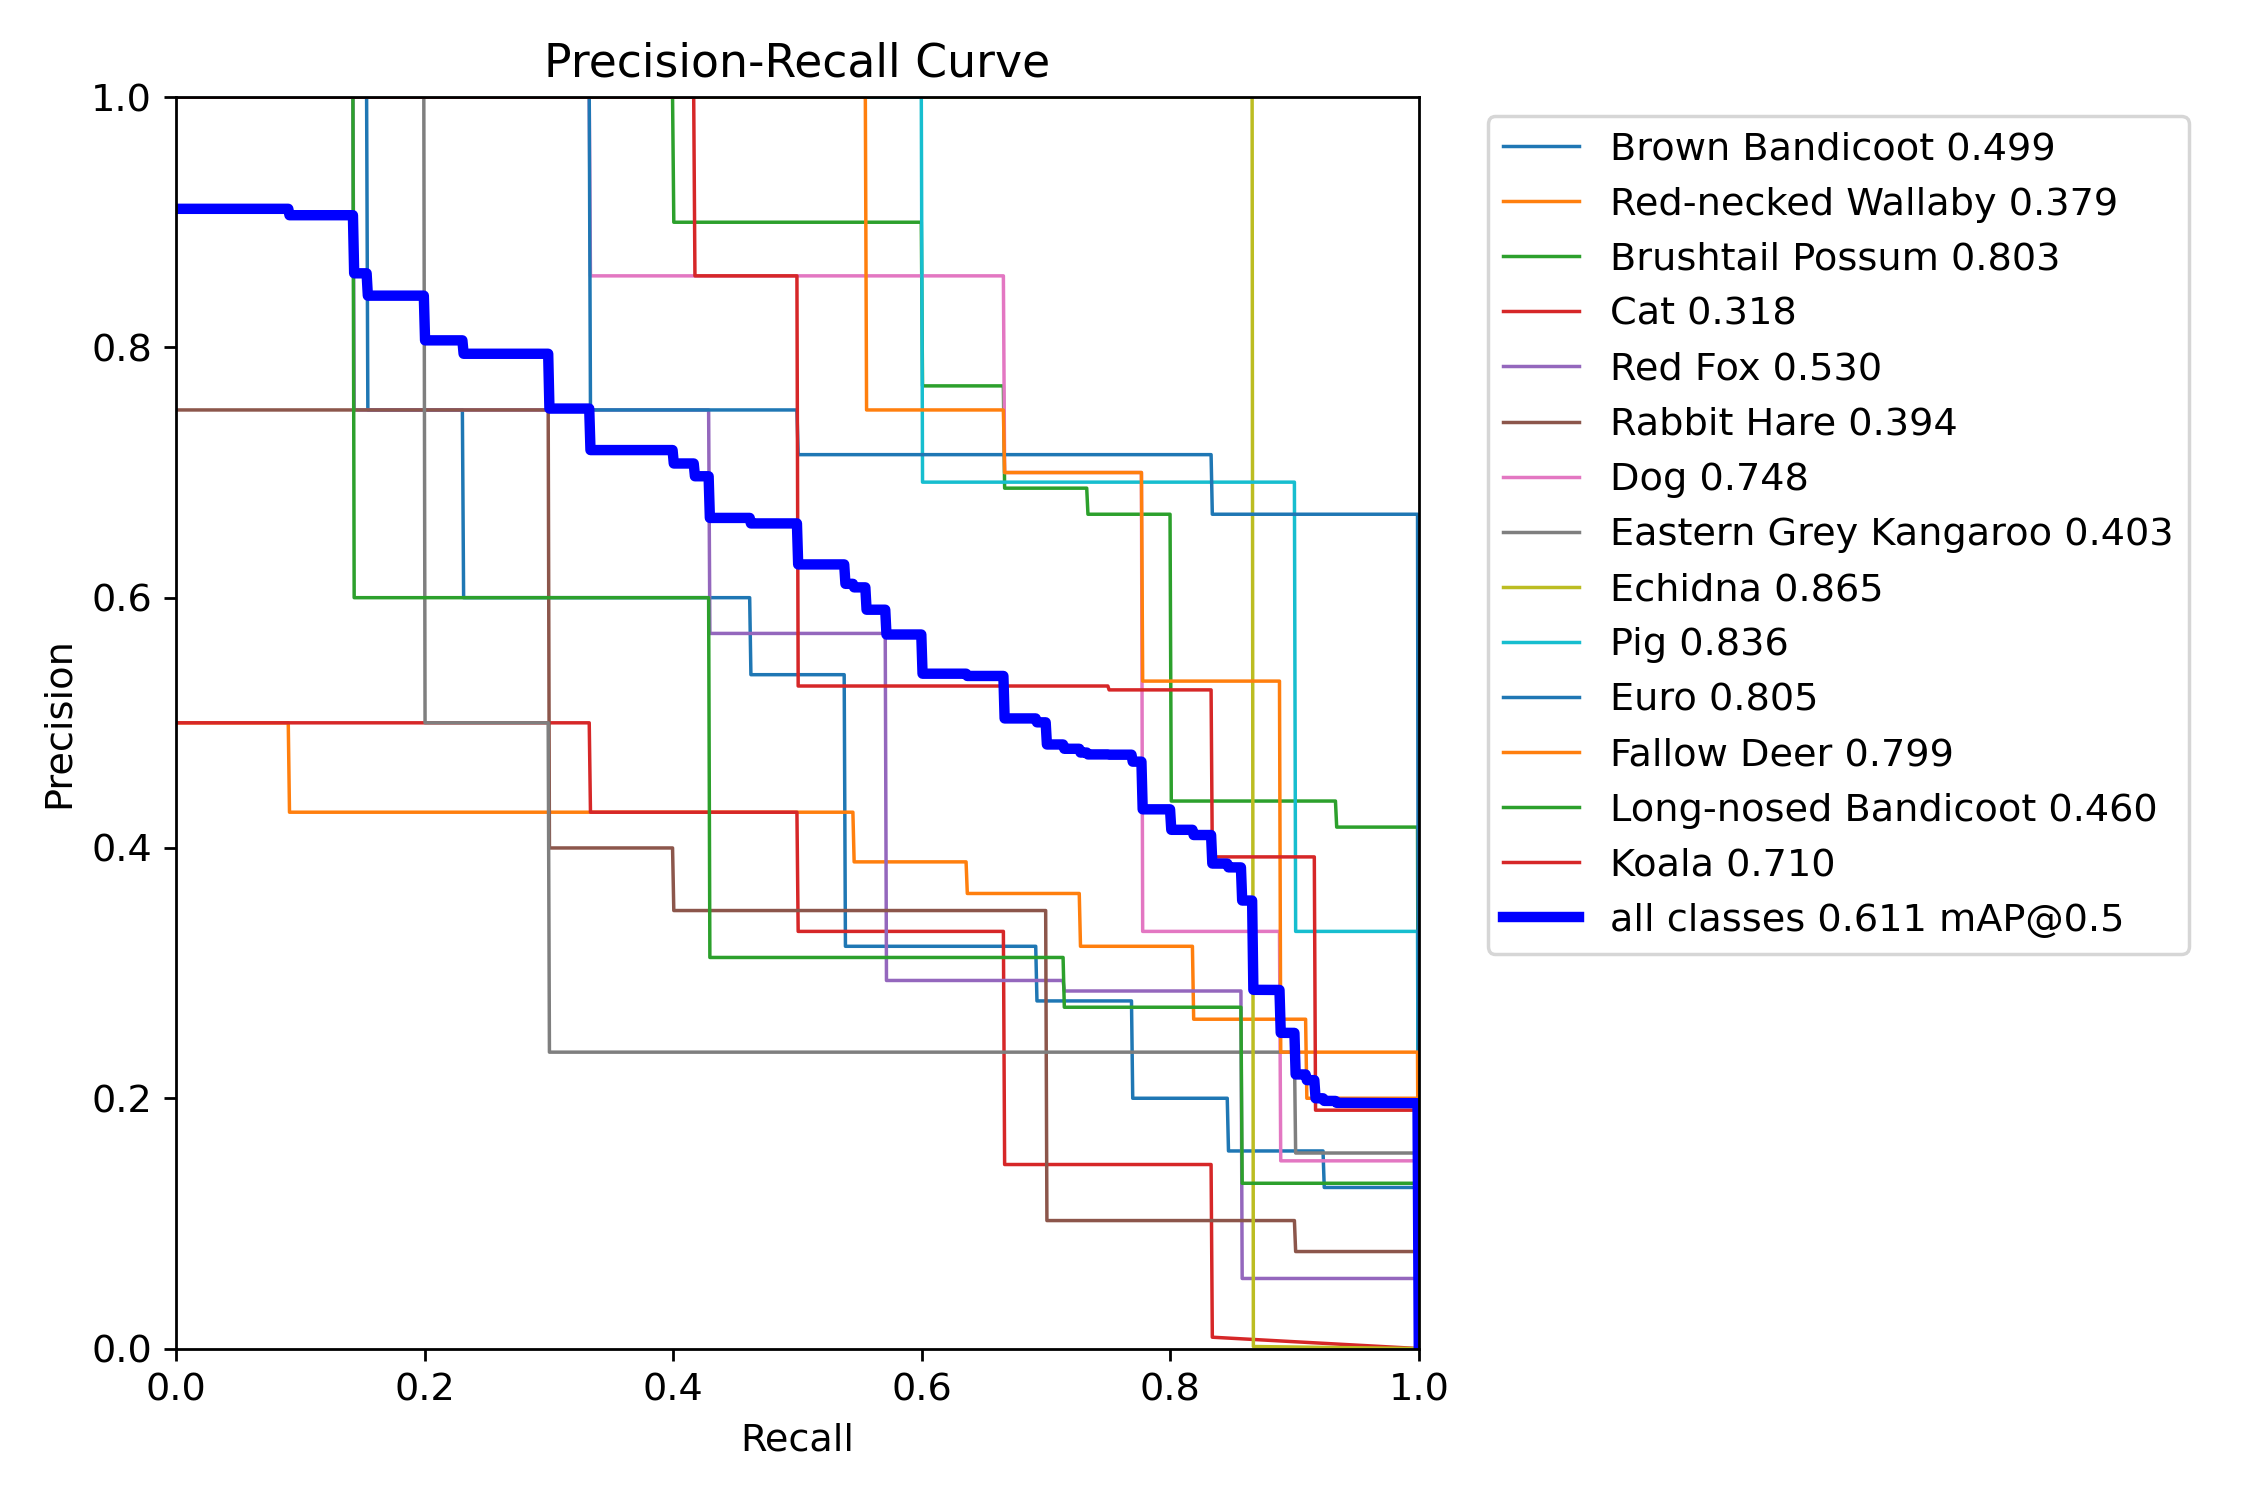 Precision-Recall Curve
1.0
0.8
0.6
0.4
0.2
0.0
Precision
0.0 0.2 0.4 0.6 0.8 1.0
Recall
Brown Bandicoot 0.499
Red-necked Wallaby 0.379
Brushtail Possum 0.803
Cat 0.318
Red Fox 0.530
Rabbit Hare 0.394
Dog 0.748
Eastern Grey Kangaroo 0.403
Echidna 0.865
Pig 0.836
Euro 0.805
Fallow Deer 0.799
Long-nosed Bandicoot 0.460
Koala 0.710
all classes 0.611 mAP@0.5